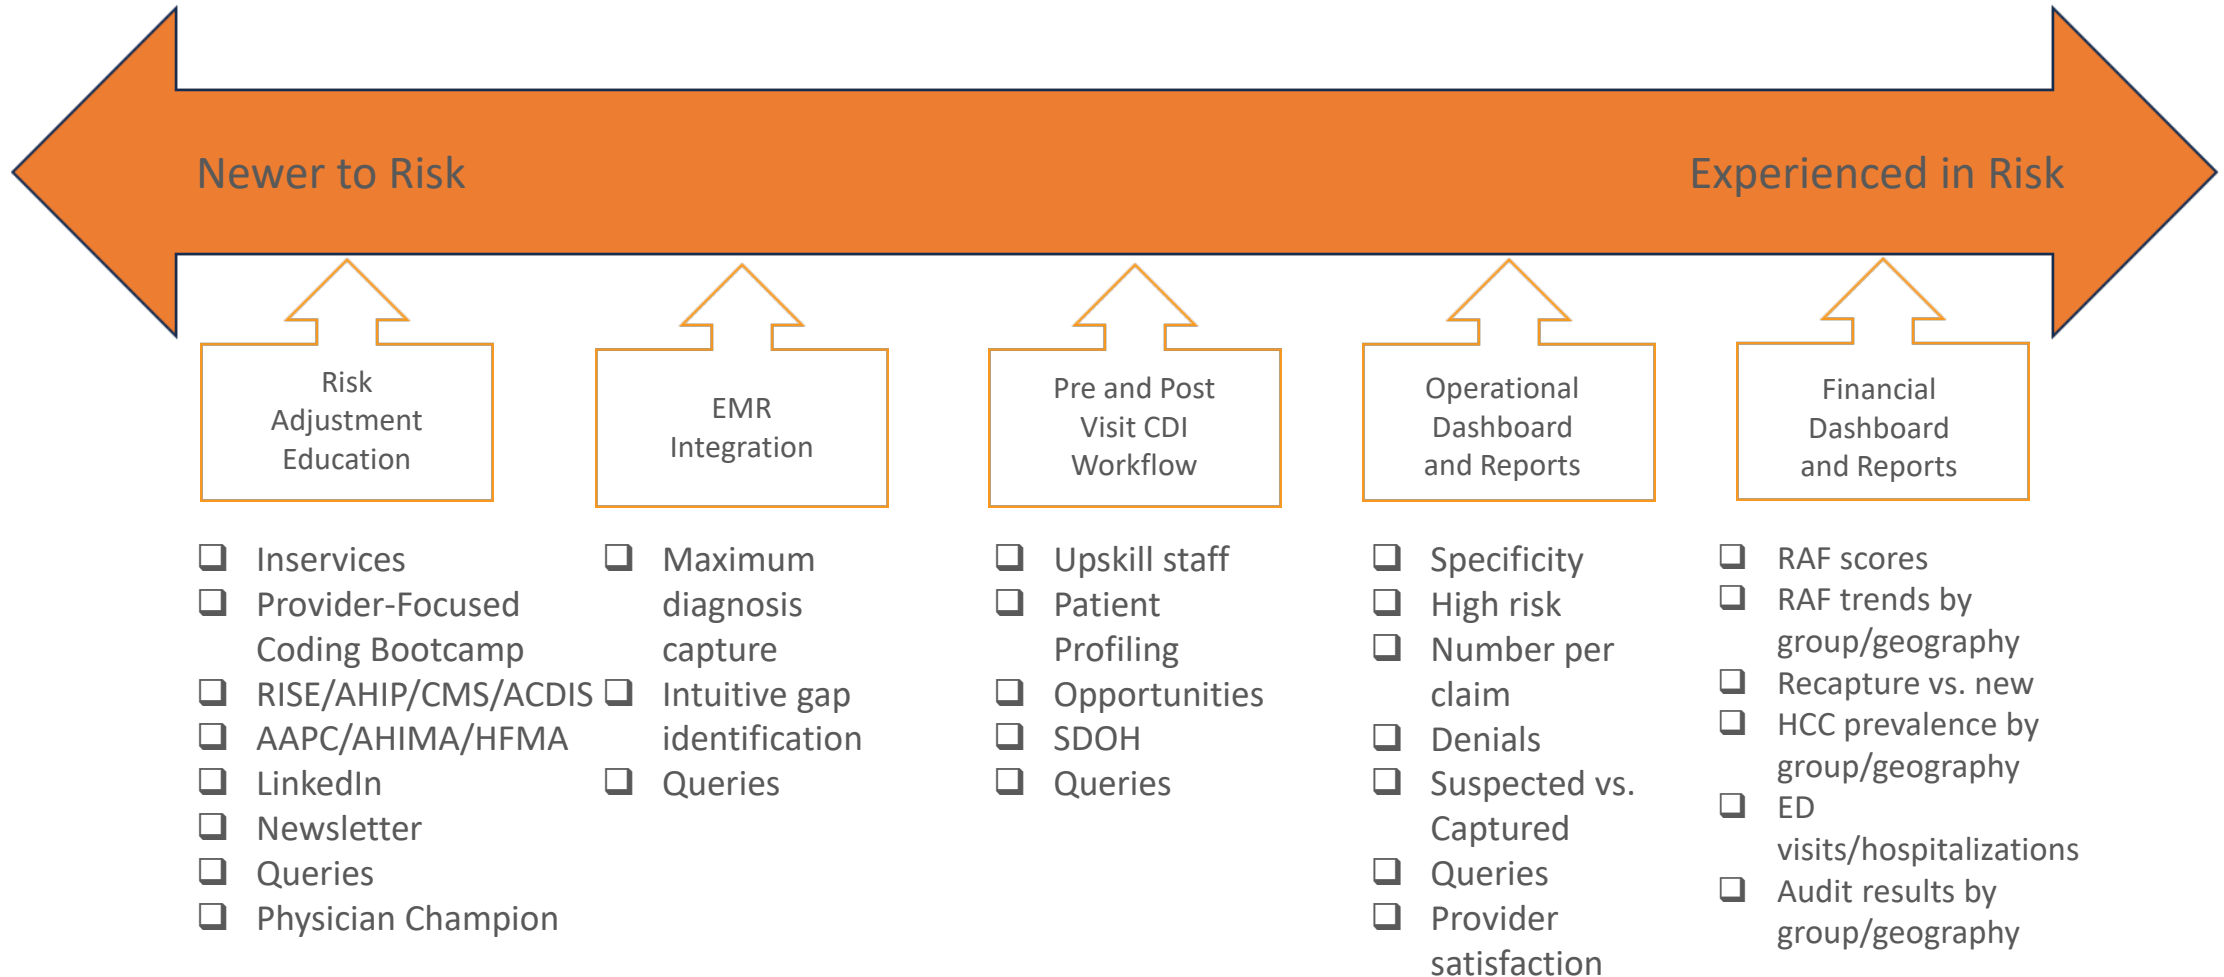 Newer to Risk
Experienced in Risk
Risk
Adjustment
Education
EMR
Integration
Pre and Post
Visit CDI
Workflow
Operational
Dashboard
and Reports
Financial
Dashboard
and Reports
❑ Inservices
❑ Provider-Focused
Coding Bootcamp
❑ RISE/AHIP/CMS/ACDIS
❑ AAPC/AHIMA/HFMA
❑ LinkedIn
❑ Newsletter
❑ Queries
❑ Physician Champion
❑ Maximum
diagnosis
capture
❑ Intuitive gap
identification
❑ Queries
❑ Upskill staff
❑ Patient
Profiling
❑ Opportunities
❑ SDOH
❑ Queries
❑ Specificity
❑ High risk
❑ Number per
claim
❑ Denials
❑ Suspected vs.
Captured
❑ Queries
❑ Provider
satisfaction
❑ RAF scores
❑ RAF trends by
group/geography
❑ Recapture vs. new
❑ HCC prevalence by
group/geography
❑ ED
visits/hospitalizations
❑ Audit results by
group/geography